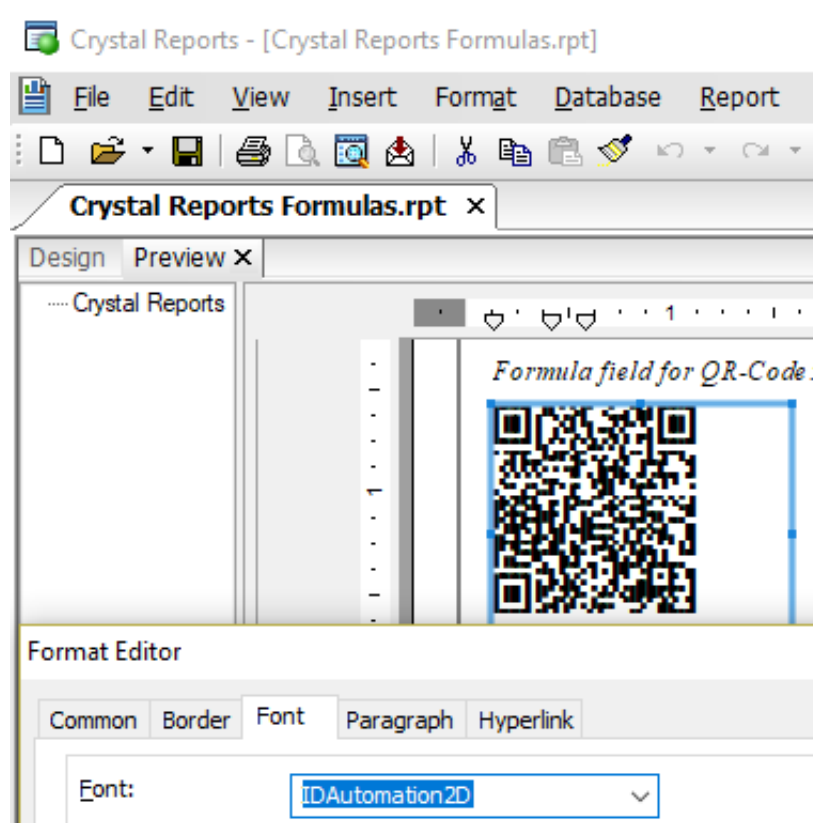 Crystal Reports - [Crystal Reports Formulas.rpt]
File Edit View Insert Format Database Report
Crystal Reports Formulas.rpt ×
Design Preview ×
Crystal Reports
1
Formula field for QR-Code
1
Format Editor
Common Border Font Paragraph Hyperlink
Font: IDAutomation2D